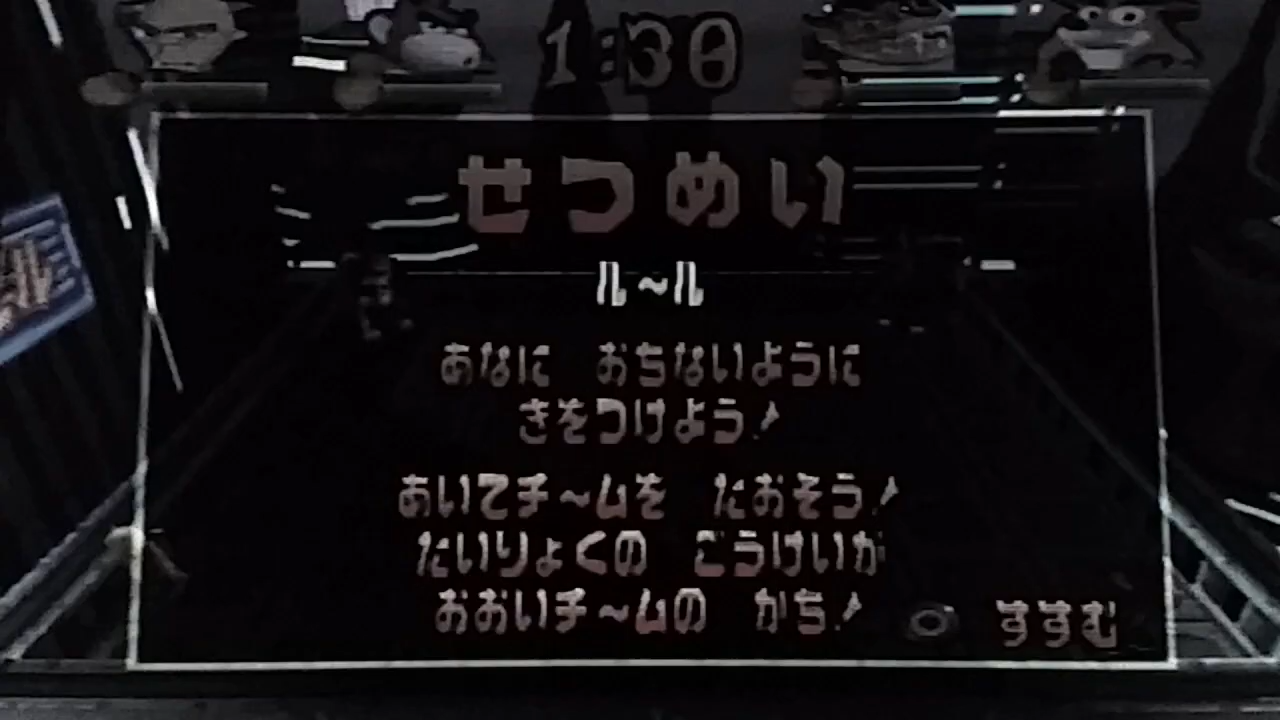 1:30
せつめい
ル～ル
あなに おちないように
きをつけよう!
あいてチ～ムを たおそう!
たいりょくの ごうけいが
おおいチ～ムの かち!
すすむ